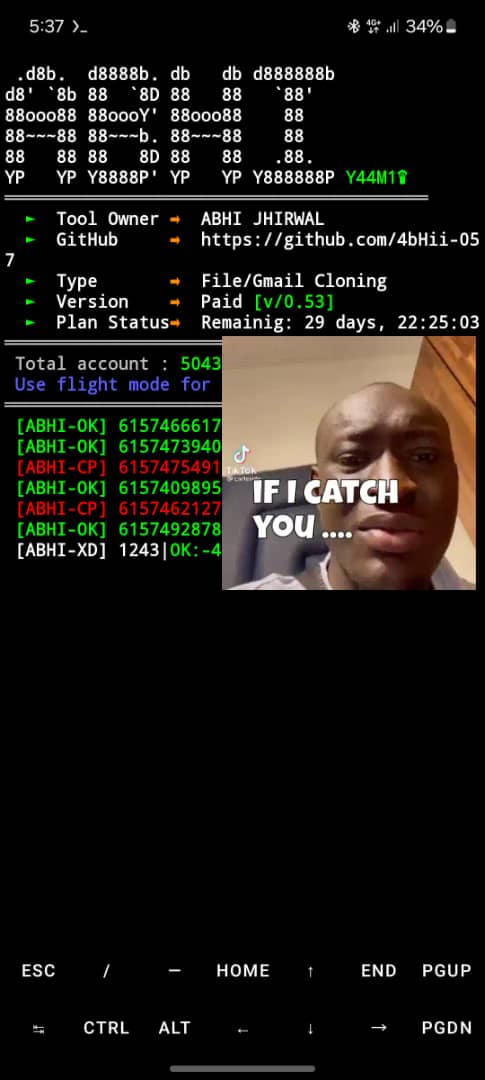 5:37 >_ 4G+ 34%
ABHI Y44M1
► Tool Owner ➡ ABHI JHIRWAL
► GitHub ➡ https://github.com/4bHii-05
7
► Type ➡ File/Gmail Cloning
► Version ➡ Paid [v/0.53]
► Plan Status➡ Remainig: 29 days, 22:25:03
Total account : 5043
Use flight mode for
[ABHI-OK] 6157466617
[ABHI-OK] 6157473940
[ABHI-CP] 6157475491
[ABHI-OK] 6157409895
[ABHI-CP] 6157462127
[ABHI-OK] 6157492878
[ABHI-XD] 1243|OK:-4
TikTok
IF I CATCH
YOU ....
ESC / — HOME ↑ END PGUP
↹ CTRL ALT ← ↓ → PGDN